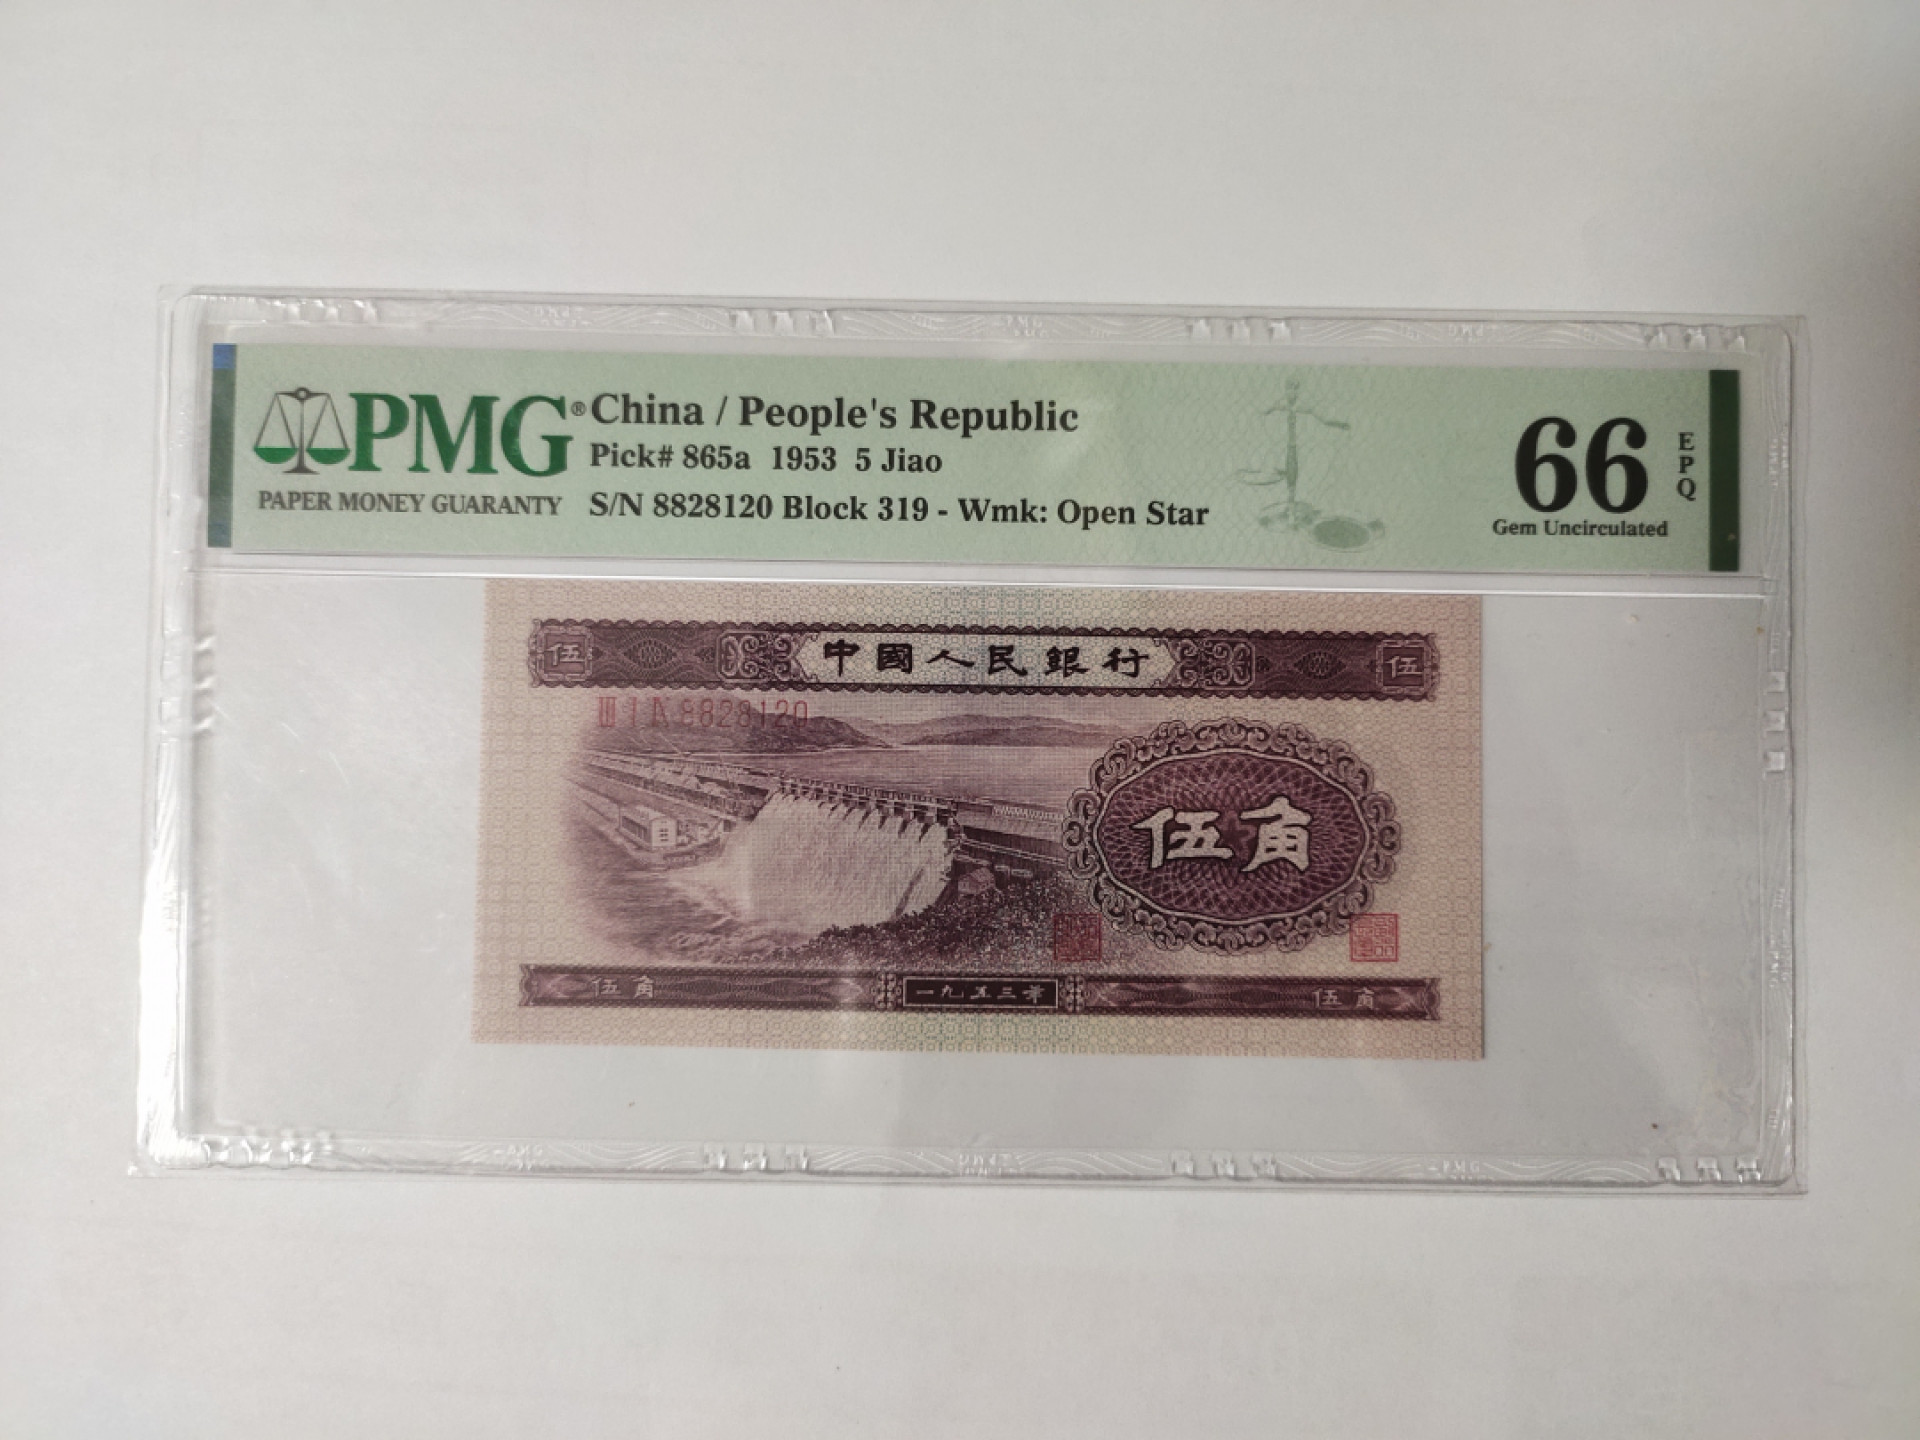 PMG®
PAPER MONEY GUARANTY
China / People's Republic
Pick# 865a 1953 5 Jiao
S/N 8828120 Block 319 - Wmk: Open Star
66
EPQ
Gem Uncirculated
伍
中國人民銀行
伍
III I IX 8828120
伍角
伍角
一九五三年
伍角